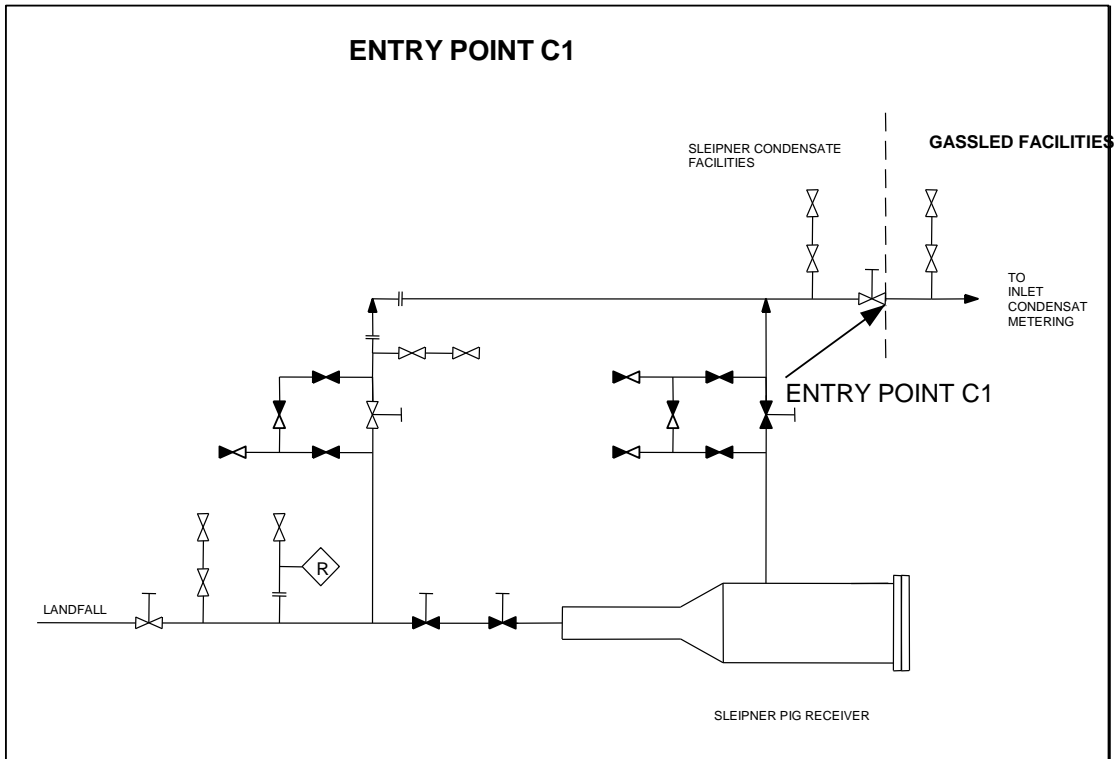 ENTRY POINT C1
SLEIPNER CONDENSATE
FACILITIES
GASSLED FACILITIES
TO
INLET
CONDENSAT
METERING
ENTRY POINT C1
R
LANDFALL
SLEIPNER PIG RECEIVER